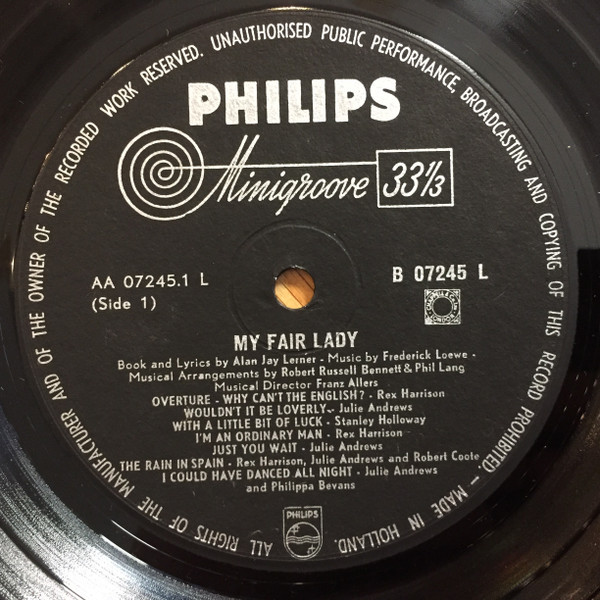 ALL RIGHTS OF THE MANUFACTURER AND OF THE OWNER OF THE RECORDED WORK RESERVED. UNAUTHORISED PUBLIC PERFORMANCE, BROADCASTING AND COPYING OF THIS RECORD PROHIBITED. – MADE IN HOLLAND.
PHILIPS
Minigroove 33⅓
AA 07245.1 L
(Side 1)
B 07245 L
MY FAIR LADY
Book and Lyrics by Alan Jay Lerner - Music by Frederick Loewe -
Musical Arrangements by Robert Russell Bennett & Phil Lang
Musical Director Franz Allers
OVERTURE - WHY CAN'T THE ENGLISH? - Rex Harrison
WOULDN'T IT BE LOVERLY - Julie Andrews
WITH A LITTLE BIT OF LUCK - Stanley Holloway
I'M AN ORDINARY MAN - Rex Harrison
JUST YOU WAIT - Julie Andrews
THE RAIN IN SPAIN - Rex Harrison, Julie Andrews and Robert Coote
I COULD HAVE DANCED ALL NIGHT - Julie Andrews
and Philippa Bevans
PHILIPS